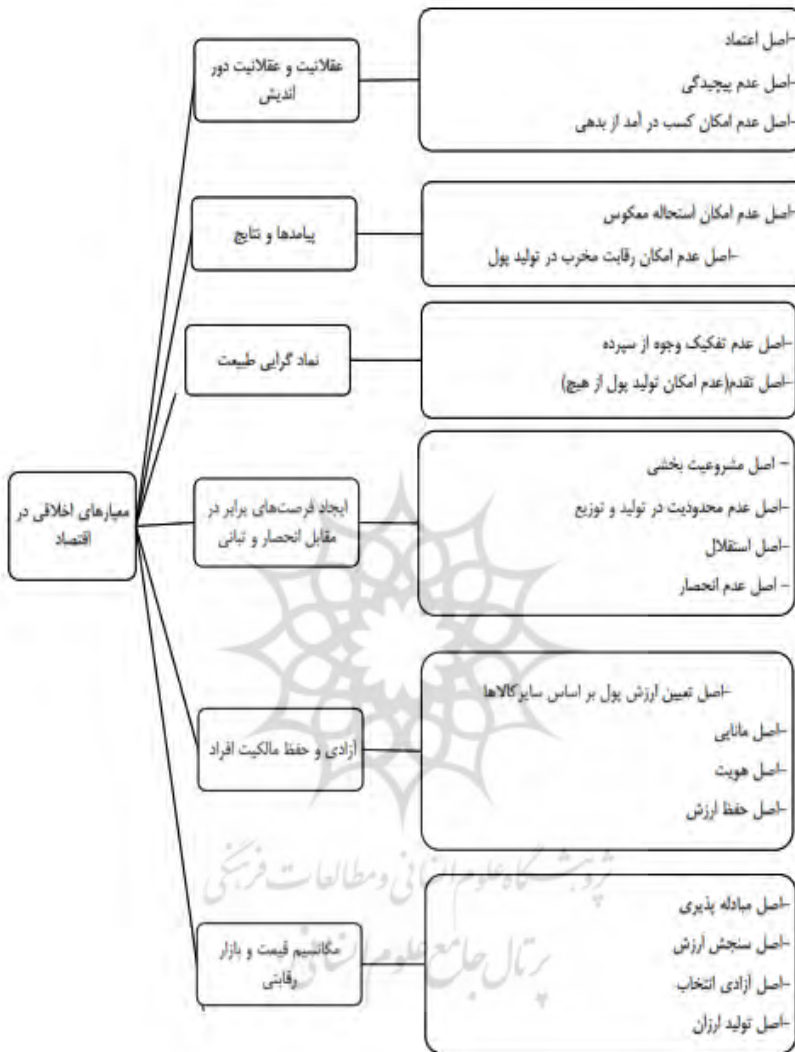 عقلانیت و عقلانیت دور
اندیش
-اصل اعتماد
-اصل عدم پیچیدگی
-اصل عدم امکان کسب در آمد از بدهی
پیامدها و نتایج
-اصل عدم امکان استحاله معکوس
-اصل عدم امکان رقابت مخرب در تولید پول
نماد گرایی طبیعت
-اصل عدم تفکیک وجوه از سپرده
-اصل تقدم(عدم امکان تولید پول از هیچ)
معیارهای اخلاقی در
اقتصاد
ایجاد فرصت‌های برابر در
مقابل انحصار و تبانی
- اصل مشروعیت بخشی
-اصل عدم محدودیت در تولید و توزیع
-اصل استقلال
- اصل عدم انحصار
آزادی و حفظ مالکیت افراد
-اصل تعیین ارزش پول بر اساس سایرکالاها
-اصل مانایی
-اصل هویت
-اصل حفظ ارزش
مکانسیم قیمت و بازار
رقابتی
-اصل مبادله پذیری
-اصل سنجش ارزش
-اصل آزادی انتخاب
-اصل تولید ارزان
پژوهشگاه علوم انسانی و مطالعات فرهنگی
پرتال جامع علوم انسانی